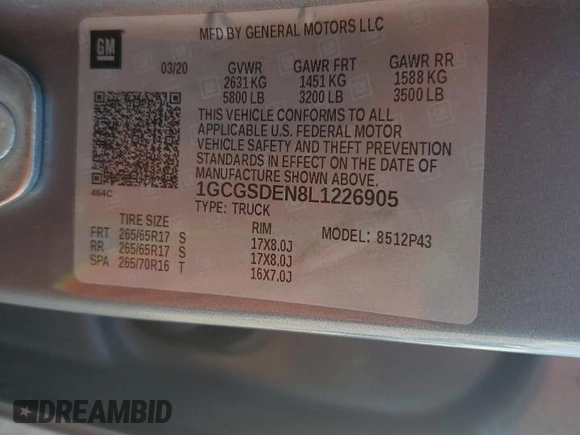 GM
MFD BY GENERAL MOTORS LLC
03/20 GVWR GAWR FRT GAWR RR
2631 KG 1451 KG 1588 KG
5800 LB 3200 LB 3500 LB
THIS VEHICLE CONFORMS TO ALL
APPLICABLE U.S. FEDERAL MOTOR
VEHICLE SAFETY AND THEFT PREVENTION
STANDARDS IN EFFECT ON THE DATE OF
MANUFACTURE SHOWN ABOVE.
464C
1GCGSDEN8L1226905
TYPE: TRUCK
TIRE SIZE RIM MODEL: 8512P43
FRT 265/65R17 S 17X8.0J
RR 265/65R17 S 17X8.0J
SPA 265/70R16 T 16X7.0J
DREAMBID